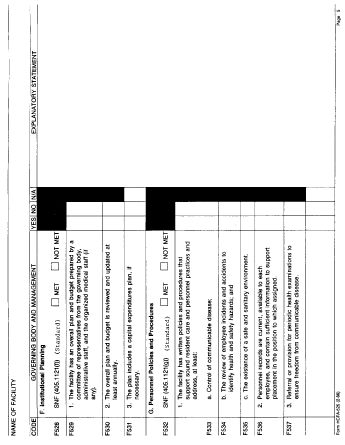 NAME OF FACILITY
CODE GOVERNING BODY AND MANAGEMENT YES NO N/A EXPLANATORY STATEMENT
F. Institutional Planning
F528 SNF (405.1121(f)) (Standard) MET NOT MET
F529 1. The facility has an overall plan and budget prepared by a
committee of representatives from the governing body,
administrative staff, and the organized medical staff (if
any).
F530 2. The overall plan and budget is reviewed and updated at
least annually.
F531 3. The plan includes a capital expenditures plan, if
necessary.
G. Personnel Policies and Procedures
F532 SNF (405.1121(g)) (Standard) MET NOT MET
1. The facility has written policies and procedures that
support sound resident care and personnel practices and
address, at least:
F533 a. Control of communicable disease;
F534 b. The review of employee incidents and accidents to
identify health and safety hazards; and
F535 c. The existence of a safe and sanitary environment.
F536 2. Personnel records are current, available to each
employee, and contain sufficient information to support
placement in the position to which assigned.
F537 3. Referral or provision for periodic health examinations to
ensure freedom from communicable disease.
Form HCFA-525 (2-86) Page